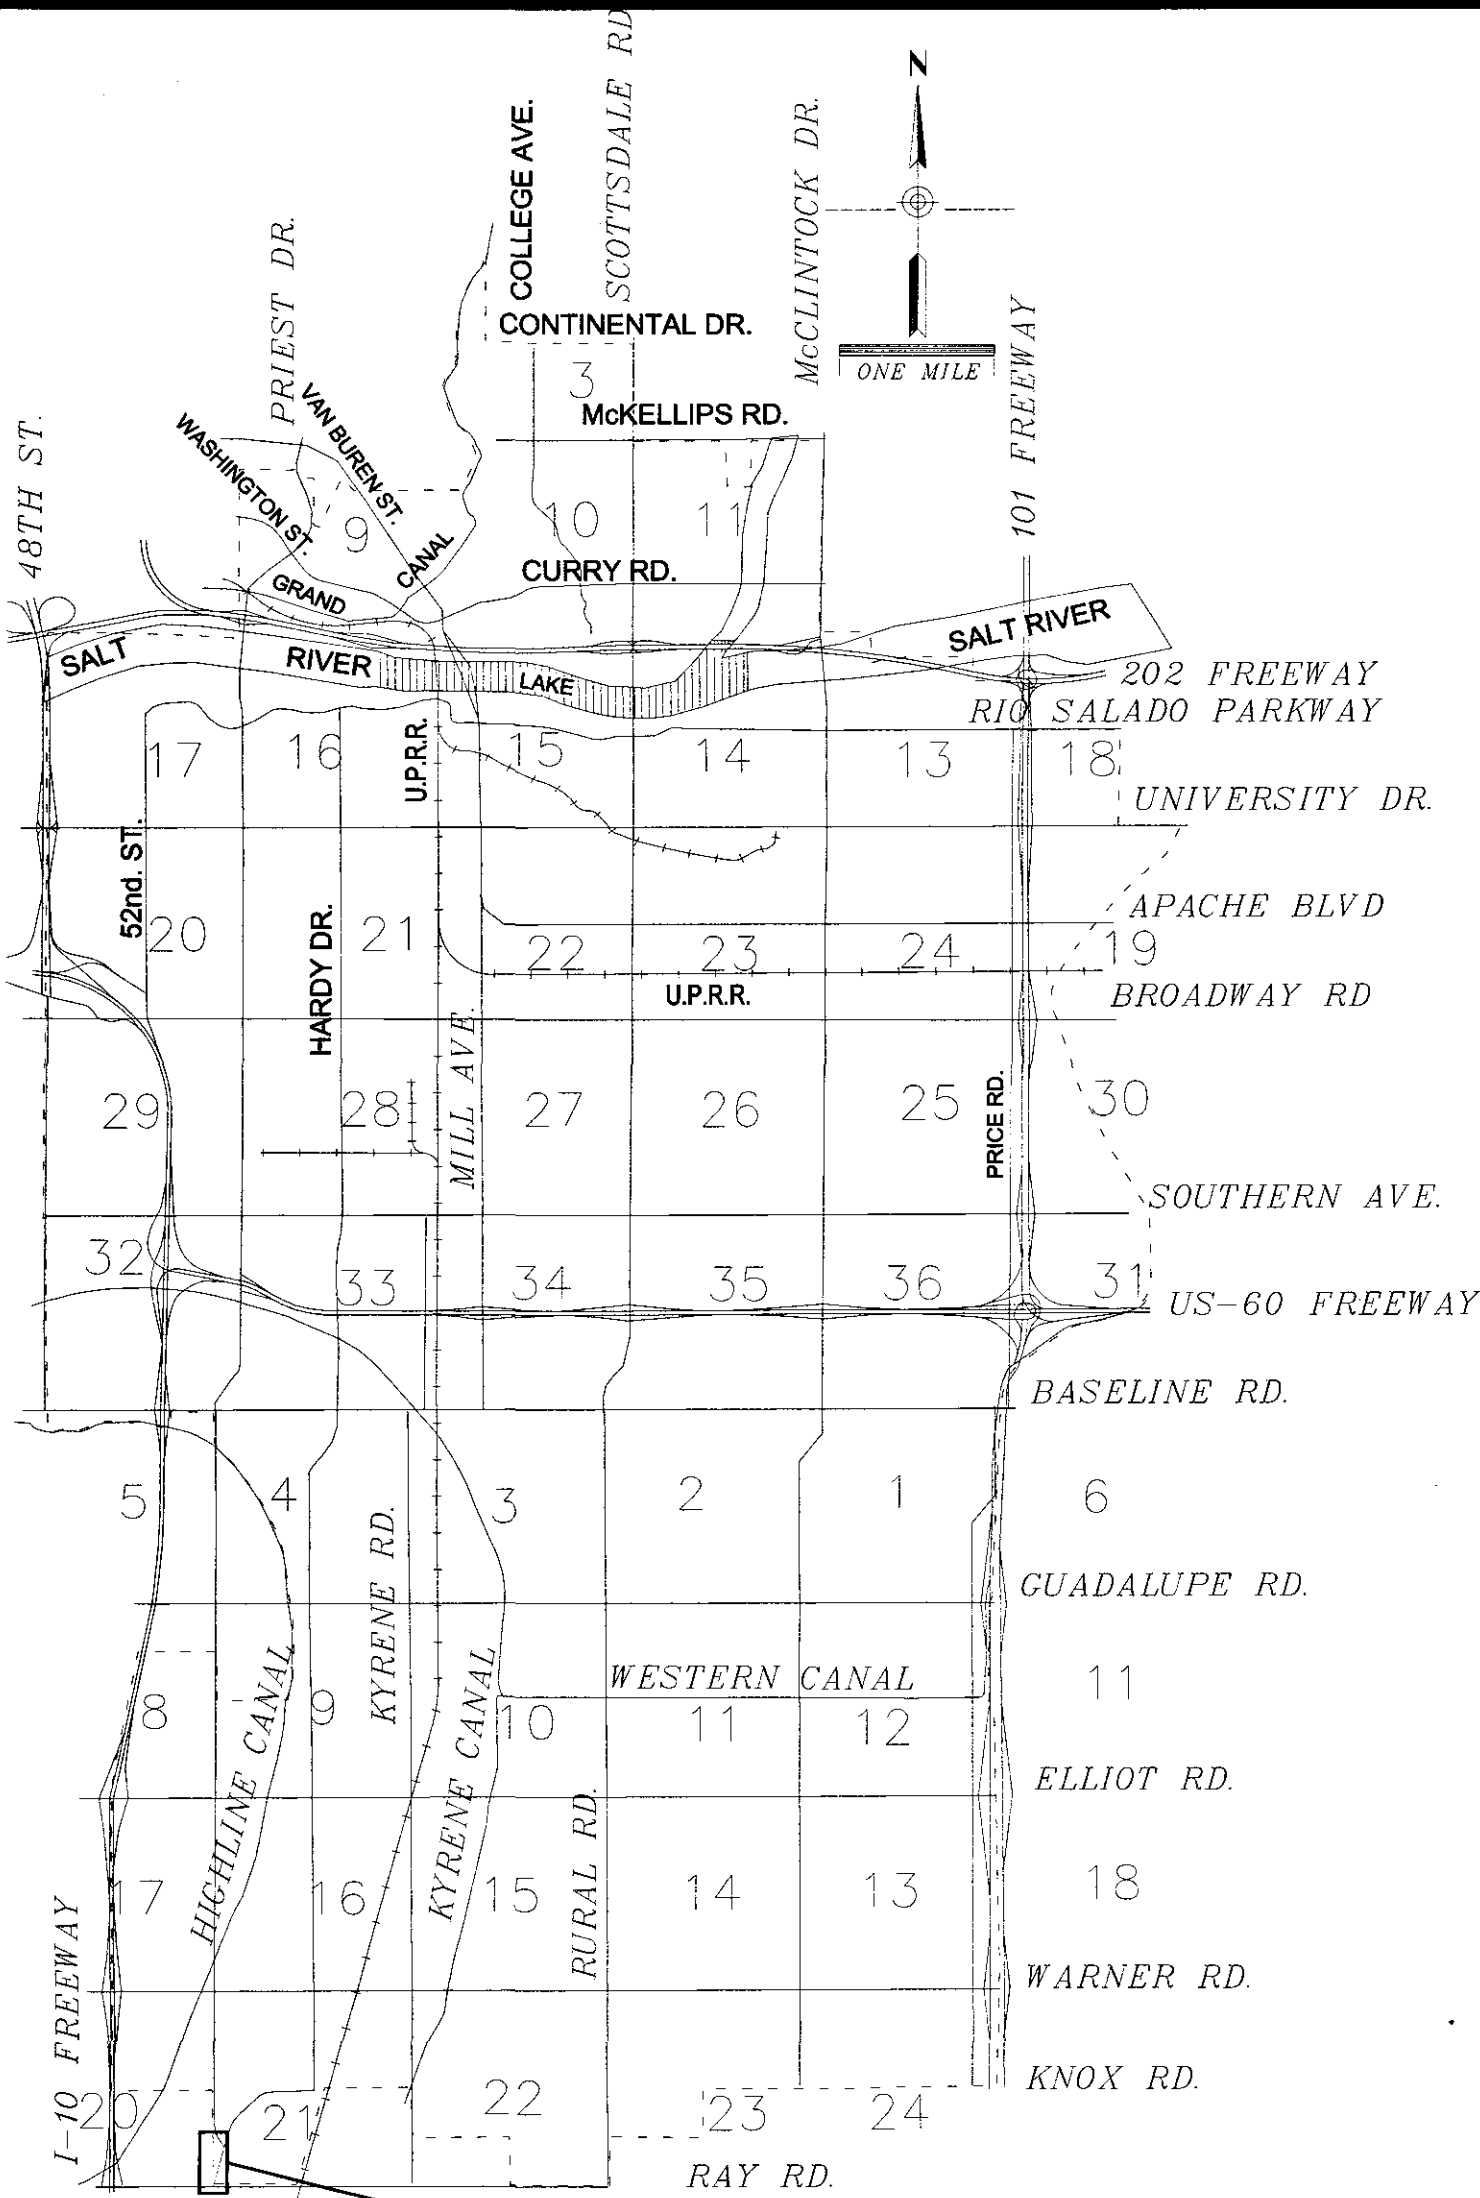 N
COLLEGE AVE.
SCOTTSDALE RD
McCLINTOCK DR.
PRIEST DR.
CONTINENTAL DR.
ONE MILE
101 FREEWAY
3
McKELLIPS RD.
VAN BUREN ST.
WASHINGTON ST.
48TH ST.
9
10
11
CANAL
GRAND
CURRY RD.
SALT RIVER
SALT
RIVER
LAKE
202 FREEWAY
RIO SALADO PARKWAY
17
16
U.P.R.R.
15
14
13
18
UNIVERSITY DR.
52nd. ST.
20
HARDY DR.
21
22
23
24
19
APACHE BLVD
U.P.R.R.
BROADWAY RD
29
28
MILL AVE.
27
26
25
PRICE RD.
30
SOUTHERN AVE.
32
33
34
35
36
31
US-60 FREEWAY
BASELINE RD.
5
4
KYRENE RD.
3
2
1
6
GUADALUPE RD.
8
HIGHLINE CANAL
9
KYRENE CANAL
10
WESTERN CANAL
11
12
11
ELLIOT RD.
17
16
15
RURAL RD.
14
13
18
I-10 FREEWAY
WARNER RD.
KNOX RD.
20
21
22
23
24
RAY RD.